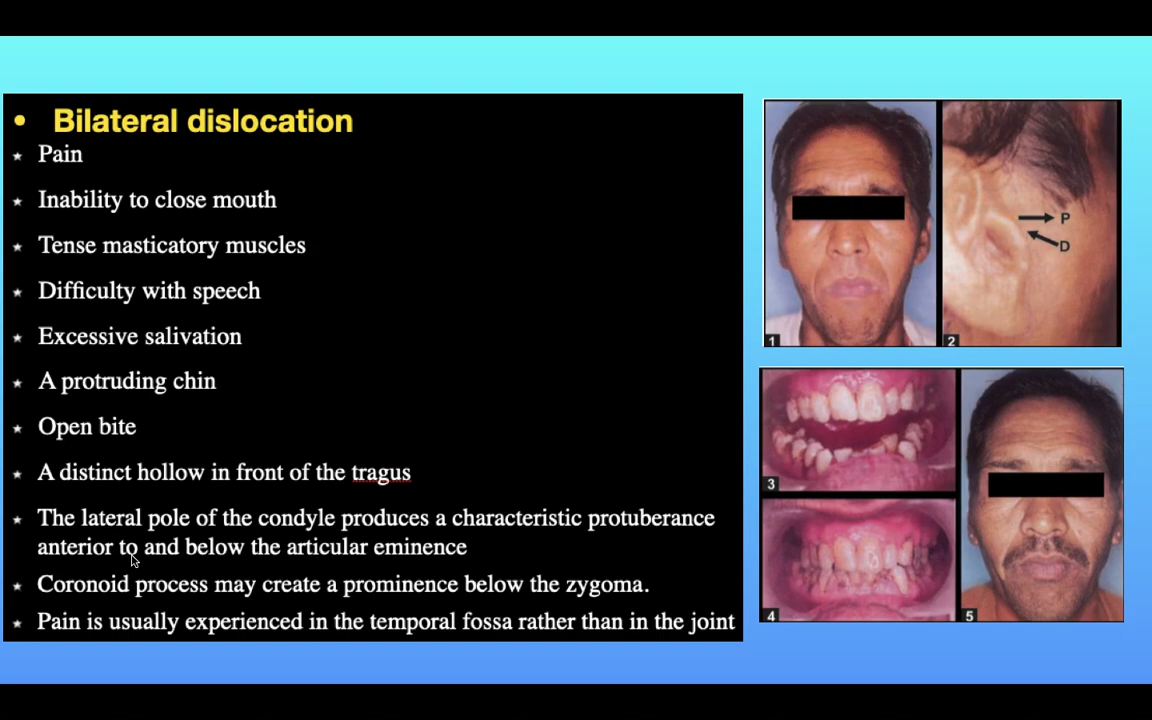 • Bilateral dislocation
★ Pain
★ Inability to close mouth
★ Tense masticatory muscles
★ Difficulty with speech
★ Excessive salivation
★ A protruding chin
★ Open bite
★ A distinct hollow in front of the tragus
★ The lateral pole of the condyle produces a characteristic protuberance
anterior to and below the articular eminence
★ Coronoid process may create a prominence below the zygoma.
★ Pain is usually experienced in the temporal fossa rather than in the joint
P
D
1
2
3
4
5